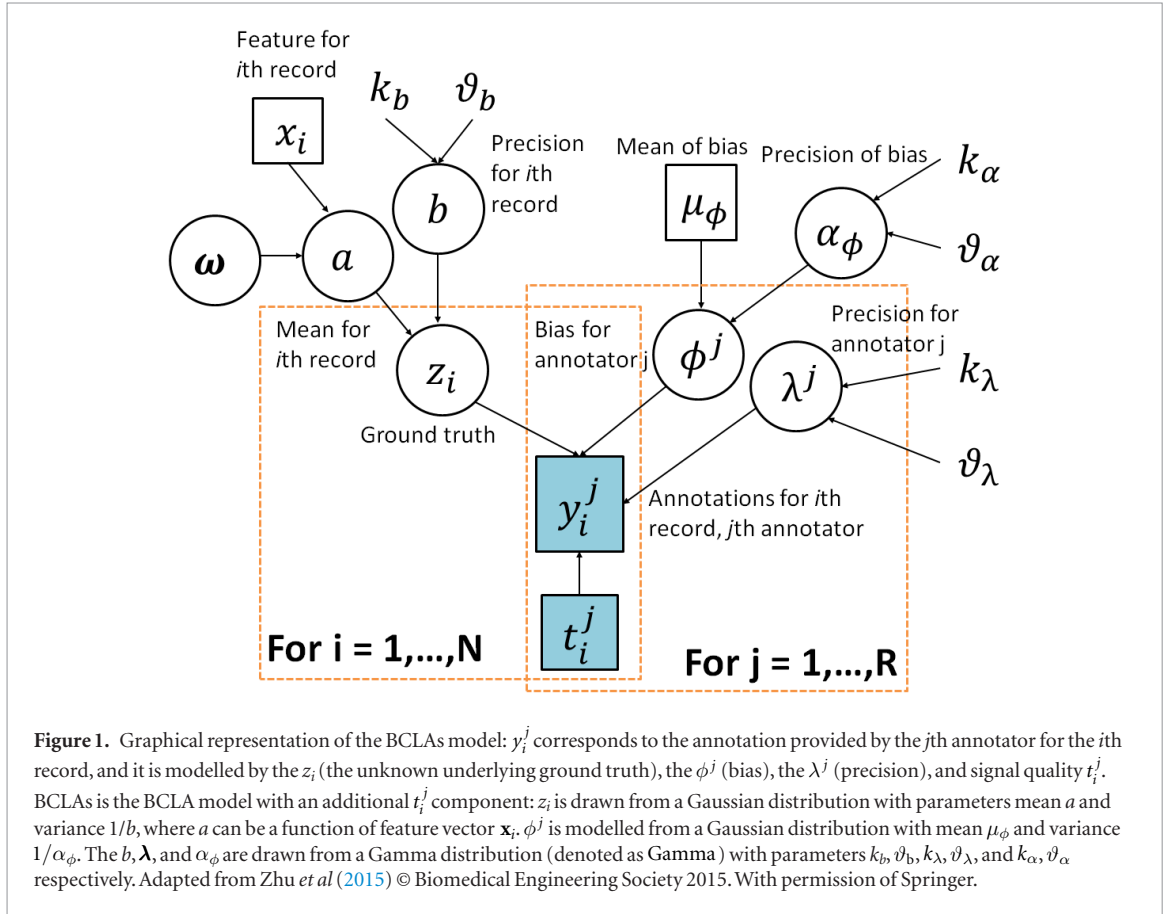 Feature for
ith record
k_b ϑ_b
x_i
Precision
for ith
record
b
Mean of bias
Precision of bias
k_α
μ_ϕ
α_ϕ
ϑ_α
ω
a
Mean for
ith record
z_i
Ground truth
Bias for
annotator j
ϕ^j
Precision for
annotator j
λ^j
k_λ
ϑ_λ
y_i^j
Annotations for ith
record, jth annotator
t_i^j
For i = 1,...,N
For j = 1,...,R
Figure 1. Graphical representation of the BCLAs model: y_i^j corresponds to the annotation provided by the jth annotator for the ith
record, and it is modelled by the z_i (the unknown underlying ground truth), the ϕ^j (bias), the λ^j (precision), and signal quality t_i^j.
BCLAs is the BCLA model with an additional t_i^j component: z_i is drawn from a Gaussian distribution with parameters mean a and
variance 1/b, where a can be a function of feature vector x_i. ϕ^j is modelled from a Gaussian distribution with mean μ_ϕ and variance
1/α_ϕ. The b, λ, and α_ϕ are drawn from a Gamma distribution (denoted as Gamma) with parameters k_b, ϑ_b, k_λ, ϑ_λ, and k_α, ϑ_α
respectively. Adapted from Zhu et al (2015) © Biomedical Engineering Society 2015. With permission of Springer.